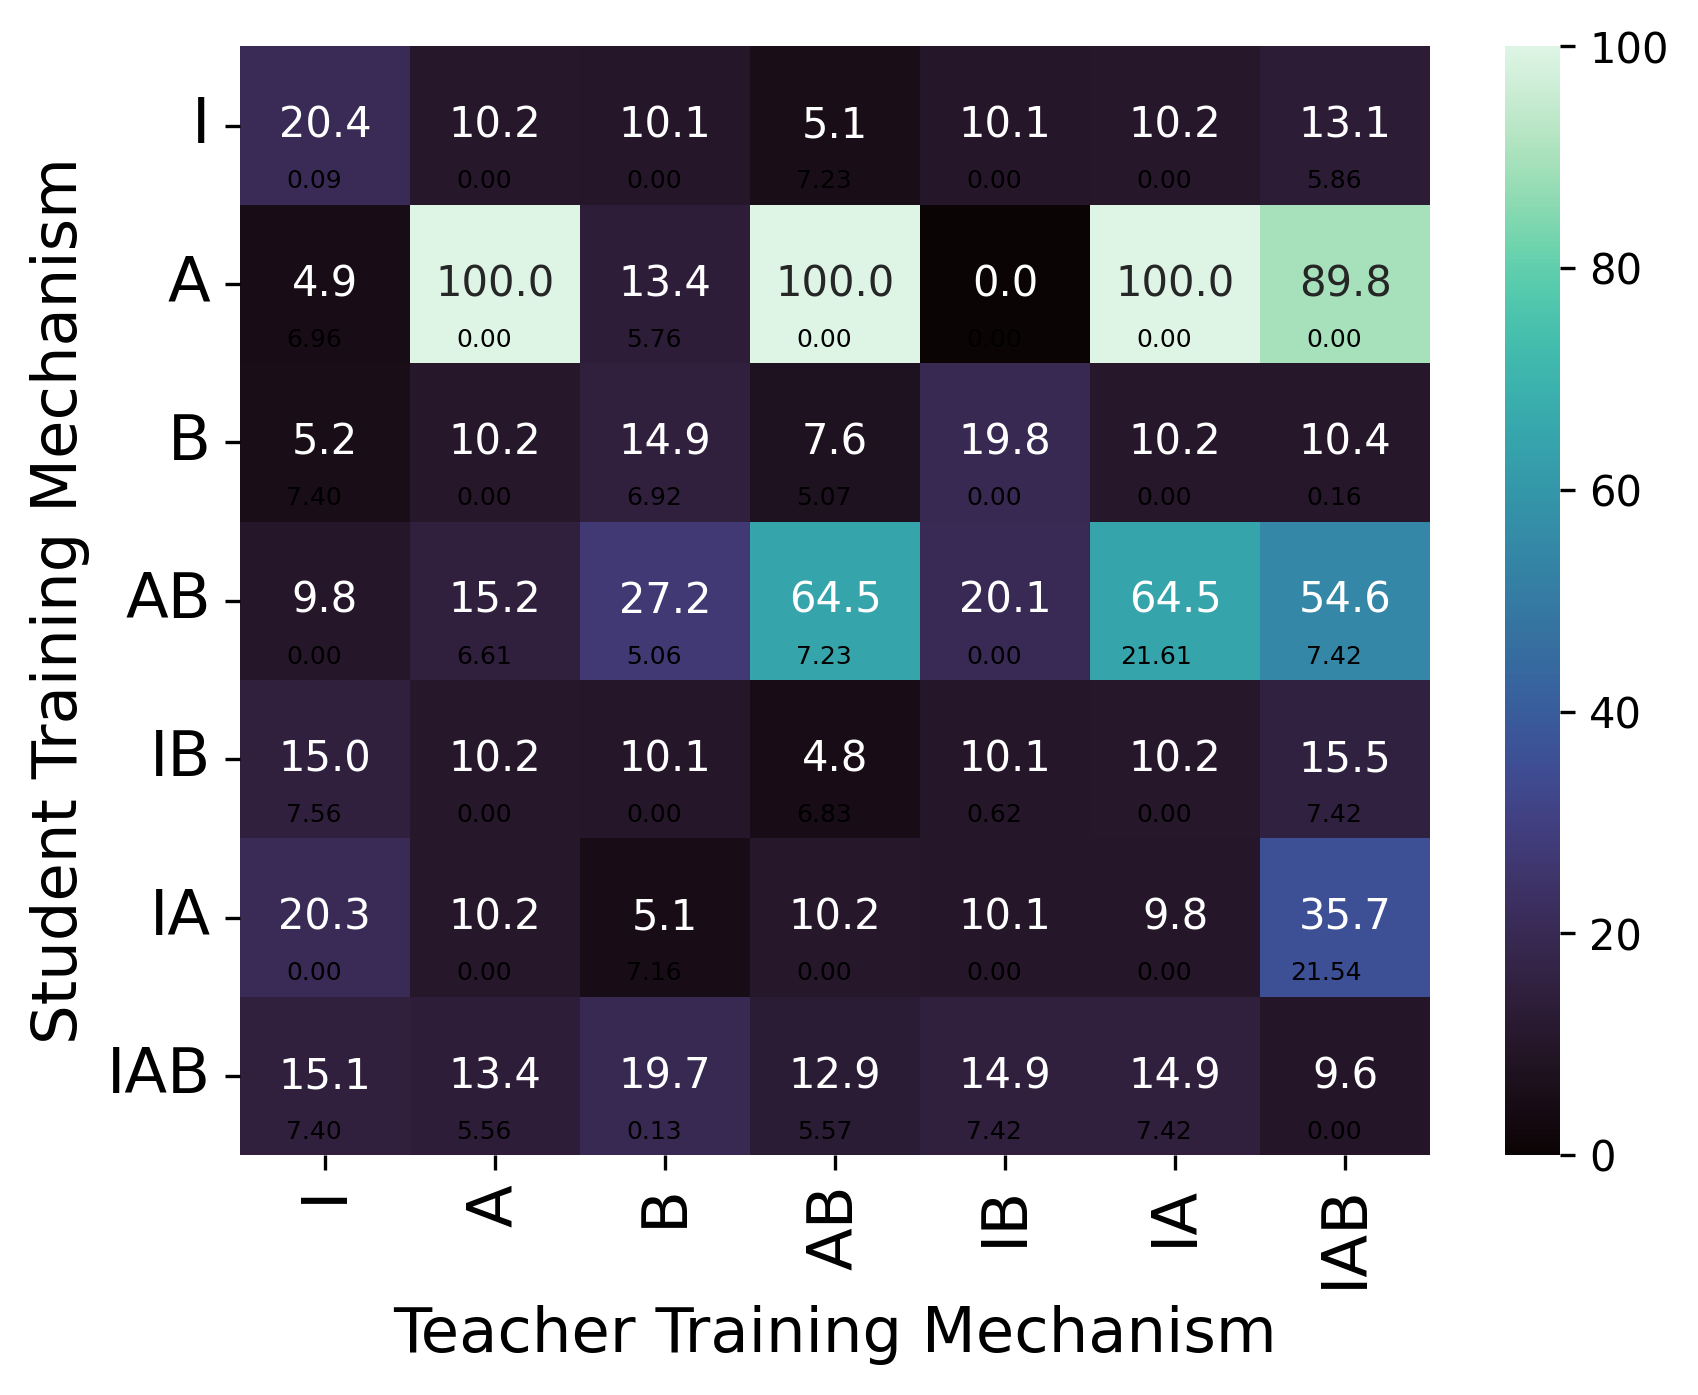 I 20.4 10.2 10.1 5.1 10.1 10.2 13.1
0.09 0.00 0.00 7.23 0.00 0.00 5.86
A 4.9 100.0 13.4 100.0 0.0 100.0 89.8
6.96 0.00 5.76 0.00 0.00 0.00 0.00
B 5.2 10.2 14.9 7.6 19.8 10.2 10.4
7.40 0.00 6.92 5.07 0.00 0.00 0.16
AB 9.8 15.2 27.2 64.5 20.1 64.5 54.6
0.00 6.61 5.06 7.23 0.00 21.61 7.42
IB 15.0 10.2 10.1 4.8 10.1 10.2 15.5
7.56 0.00 0.00 6.83 0.62 0.00 7.42
IA 20.3 10.2 5.1 10.2 10.1 9.8 35.7
0.00 0.00 7.16 0.00 0.00 0.00 21.54
IAB 15.1 13.4 19.7 12.9 14.9 14.9 9.6
7.40 5.56 0.13 5.57 7.42 7.42 0.00
I A B AB IB IA IAB
Teacher Training Mechanism
Student Training Mechanism
100
80
60
40
20
0